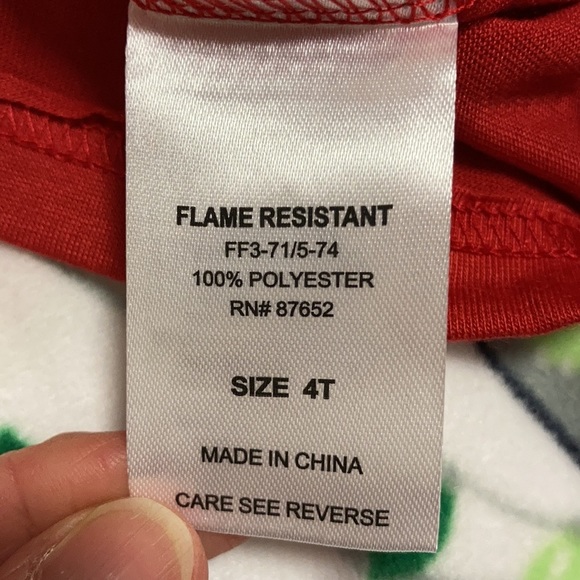 FLAME RESISTANT
FF3-71/5-74
100% POLYESTER
RN# 87652
SIZE 4T
MADE IN CHINA
CARE SEE REVERSE